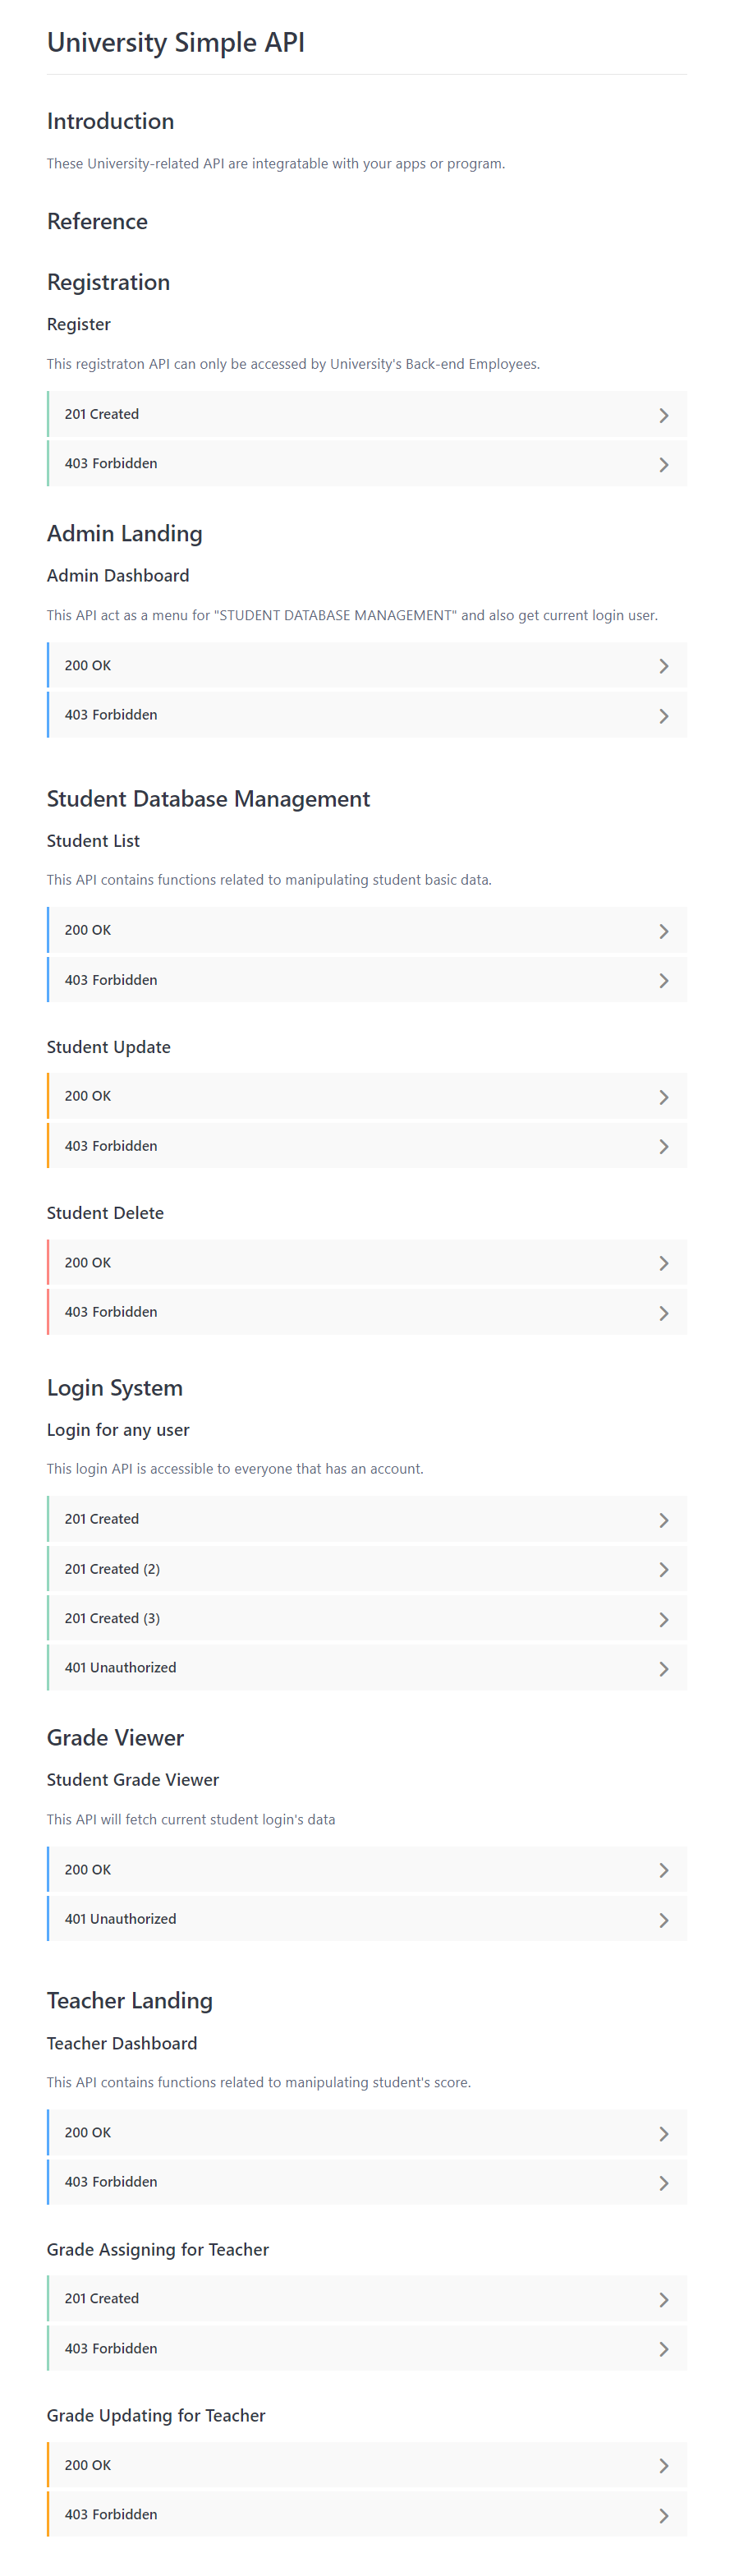 University Simple API
Introduction
These University-related API are integratable with your apps or program.
Reference
Registration
Register
This registraton API can only be accessed by University's Back-end Employees.
201 Created
403 Forbidden
Admin Landing
Admin Dashboard
This API act as a menu for "STUDENT DATABASE MANAGEMENT" and also get current login user.
200 OK
403 Forbidden
Student Database Management
Student List
This API contains functions related to manipulating student basic data.
200 OK
403 Forbidden
Student Update
200 OK
403 Forbidden
Student Delete
200 OK
403 Forbidden
Login System
Login for any user
This login API is accessible to everyone that has an account.
201 Created
201 Created (2)
201 Created (3)
401 Unauthorized
Grade Viewer
Student Grade Viewer
This API will fetch current student login's data
200 OK
401 Unauthorized
Teacher Landing
Teacher Dashboard
This API contains functions related to manipulating student's score.
200 OK
403 Forbidden
Grade Assigning for Teacher
201 Created
403 Forbidden
Grade Updating for Teacher
200 OK
403 Forbidden